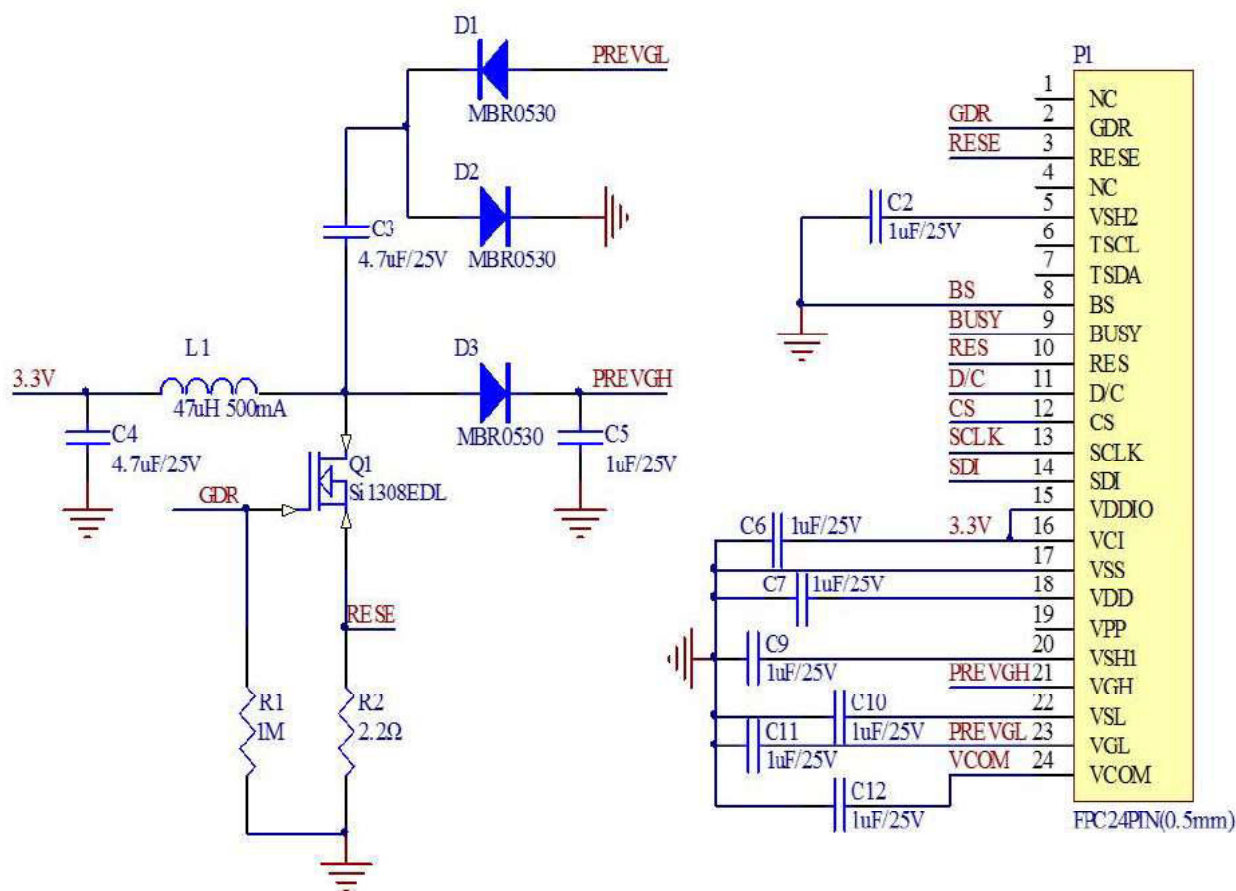 D1
PREVGL
MBR0530
D2
C3
4.7uF/25V
MBR0530
L1
3.3V
47uH 500mA
D3
PREVGH
MBR0530
C4
4.7uF/25V
C5
1uF/25V
Q1
Si1308EDL
GDR
RESE
R1
1M
R2
2.2Ω
P1
1 NC
GDR 2 GDR
RESE 3 RESE
4 NC
C2
1uF/25V
5 VSH2
6 TSCL
7 TSDA
BS 8 BS
BUSY 9 BUSY
RES 10 RES
D/C 11 D/C
CS 12 CS
SCLK 13 SCLK
SDI 14 SDI
15 VDDIO
C6 1uF/25V 3.3V 16 VCI
17 VSS
C7 1uF/25V 18 VDD
19 VPP
C9 20 VSH1
1uF/25V
PREVGH 21 VGH
C10 22 VSL
1uF/25V
C11 PREVGL 23 VGL
1uF/25V
VCOM 24 VCOM
C12
1uF/25V
FPC24PIN(0.5mm)